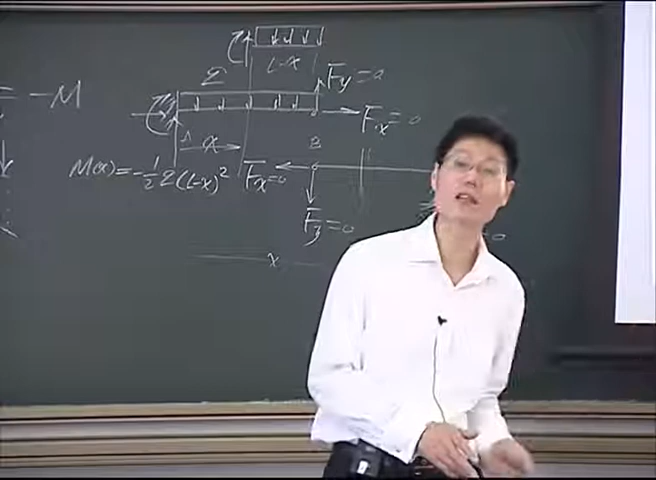 L-x
q
Fy=0
-M
Fx=0
A x
B
M(x)=-1/2 q(L-x)²
Fx=0
Fy=0
x